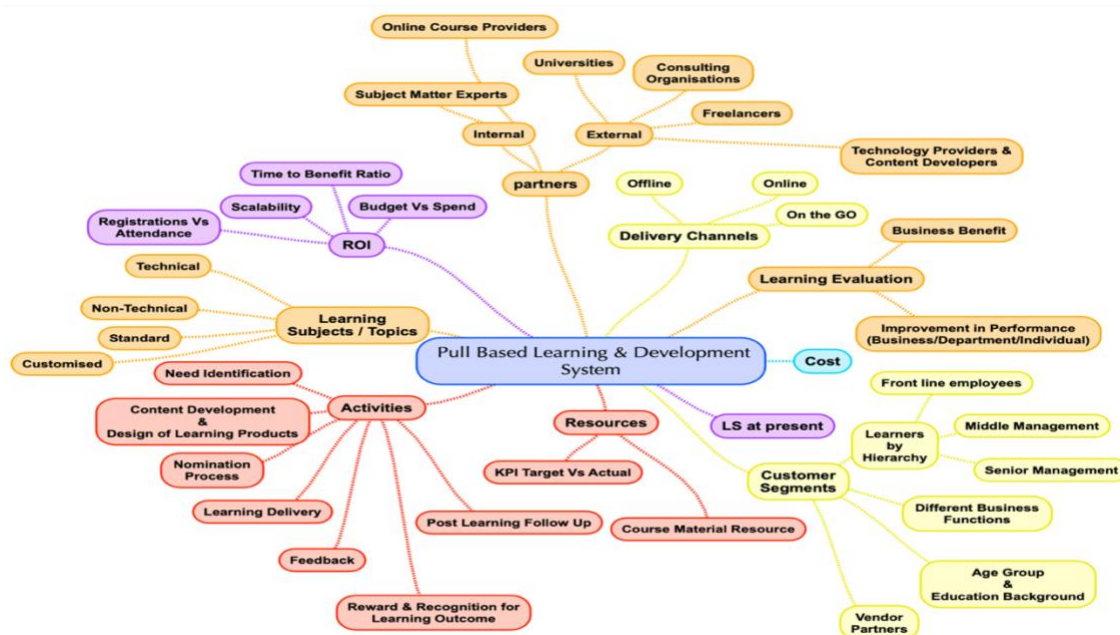 Online Course Providers
Universities
Consulting
Organisations
Subject Matter Experts
Freelancers
Internal
External
Technology Providers &
Content Developers
partners
Time to Benefit Ratio
Scalability
Budget Vs Spend
Registrations Vs
Attendance
ROI
Offline
Online
On the GO
Delivery Channels
Business Benefit
Learning Evaluation
Improvement in Performance
(Business/Department/Individual)
Technical
Non-Technical
Standard
Customised
Learning
Subjects / Topics
Pull Based Learning & Development
System
Cost
Need Identification
Content Development
&
Design of Learning Products
Nomination
Process
Learning Delivery
Feedback
Reward & Recognition for
Learning Outcome
Post Learning Follow Up
Activities
Resources
KPI Target Vs Actual
Course Material Resource
LS at present
Customer
Segments
Learners
by
Hierarchy
Front line employees
Middle Management
Senior Management
Different Business
Functions
Age Group
&
Education Background
Vendor
Partners